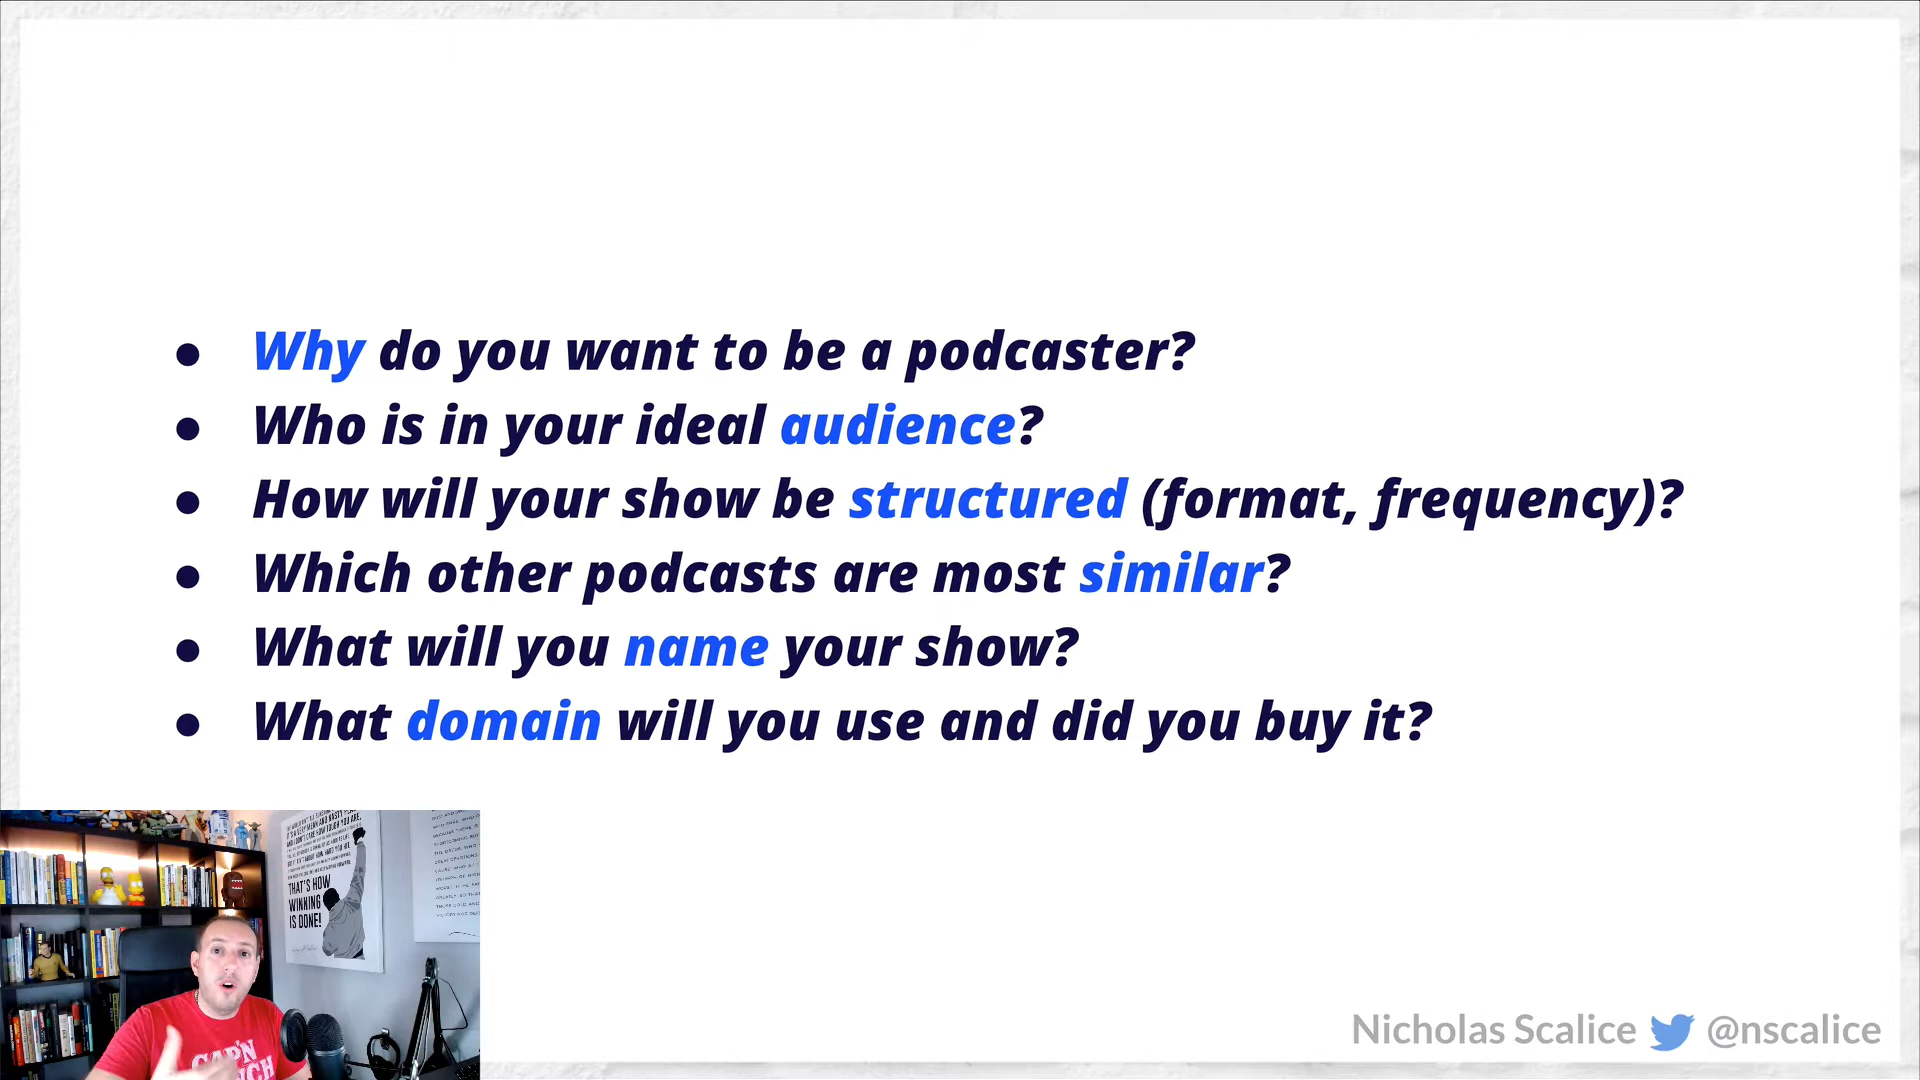 Why do you want to be a podcaster?
Who is in your ideal audience?
How will your show be structured (format, frequency)?
Which other podcasts are most similar?
What will you name your show?
What domain will you use and did you buy it?
THAT'S HOW
WINNING
IS DONE!
CAP'N
Nicholas Scalice @nscalice